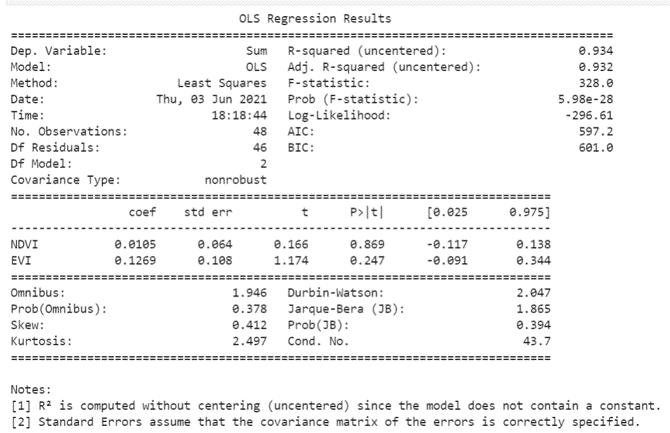 OLS Regression Results
==============================================================================
Dep. Variable: Sum R-squared (uncentered): 0.934
Model: OLS Adj. R-squared (uncentered): 0.932
Method: Least Squares F-statistic: 328.0
Date: Thu, 03 Jun 2021 Prob (F-statistic): 5.98e-28
Time: 18:18:44 Log-Likelihood: -296.61
No. Observations: 48 AIC: 597.2
Df Residuals: 46 BIC: 601.0
Df Model: 2
Covariance Type: nonrobust
==============================================================================
coef std err t P>|t| [0.025 0.975]
------------------------------------------------------------------------------
NDVI 0.0105 0.064 0.166 0.869 -0.117 0.138
EVI 0.1269 0.108 1.174 0.247 -0.091 0.344
==============================================================================
Omnibus: 1.946 Durbin-Watson: 2.047
Prob(Omnibus): 0.378 Jarque-Bera (JB): 1.865
Skew: 0.412 Prob(JB): 0.394
Kurtosis: 2.497 Cond. No. 43.7
==============================================================================
Notes:
[1] R² is computed without centering (uncentered) since the model does not contain a constant.
[2] Standard Errors assume that the covariance matrix of the errors is correctly specified.